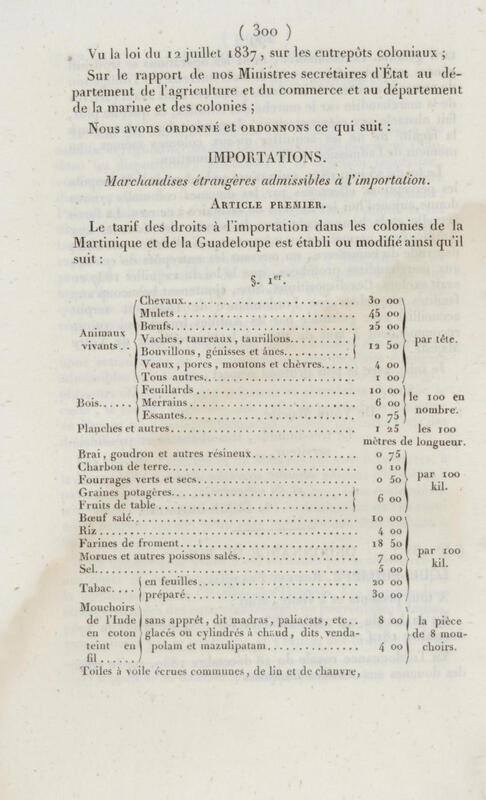 ( 300 )
Vu la loi du 12 juillet 1837, sur les entrepôts coloniaux ;
Sur le rapport de nos Ministres secrétaires d'État au dé-
partement de l'agriculture et du commerce et au département
de la marine et des colonies ;
Nous avons ORDONNÉ et ORDONNONS ce qui suit :
IMPORTATIONS.
Marchandises étrangères admissibles à l'importation.
ARTICLE PREMIER.
Le tarif des droits à l'importation dans les colonies de la
Martinique et de la Guadeloupe est établi ou modifié ainsi qu'il
suit :
§. 1er.
Animaux vivants ..
Chevaux.......... 30 00
Mulets.......... 45 00
Bœufs.......... 25 00
Vaches, taureaux, taurillons..........
Bouvillons, génisses et ânes.......... 12 50
Veaux, porcs, moutons et chèvres...... 4 00
Tous autres.......... 1 00
par tête.
Bois......
Feuillards.......... 10 00
Merrains.......... 6 00
Essantes.......... 0 75
le 100 en
nombre.
Planches et autres.......... 1 25 les 100
mètres de longueur.
Brai, goudron et autres résineux.......... 0 75
Charbon de terre.......... 0 10
Fourrages verts et secs.......... 0 50
Graines potagères..........
Fruits de table.......... 6 00
par 100
kil.
Bœuf salé.......... 10 00
Riz.......... 4 00
Farines de froment.......... 18 50
Morues et autres poissons salés.......... 7 00
Sel.......... 5 00
Tabac....
en feuilles.......... 20 00
préparé.......... 30 00
par 100
kil.
Mouchoirs
de l'Inde
en coton
teint en
fil......
sans apprêt, dit madras, paliacats, etc.. 8 00
glacés ou cylindrés à chaud, dits venda-
polam et mazulipatam.......... 4 00
la pièce
de 8 mou-
choirs.
Toiles à voile écrues communes, de lin et de chanvre,